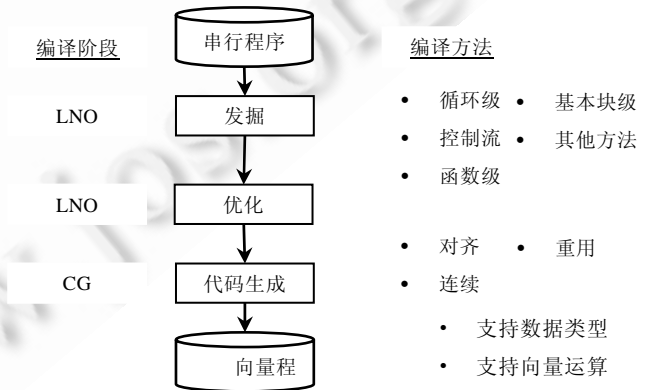 编译阶段
串行程序
编译方法
LNO
发掘
• 循环级 • 基本块级
• 控制流 • 其他方法
• 函数级
LNO
优化
• 对齐 • 重用
• 连续
CG
代码生成
• 支持数据类型
向量程
• 支持向量运算